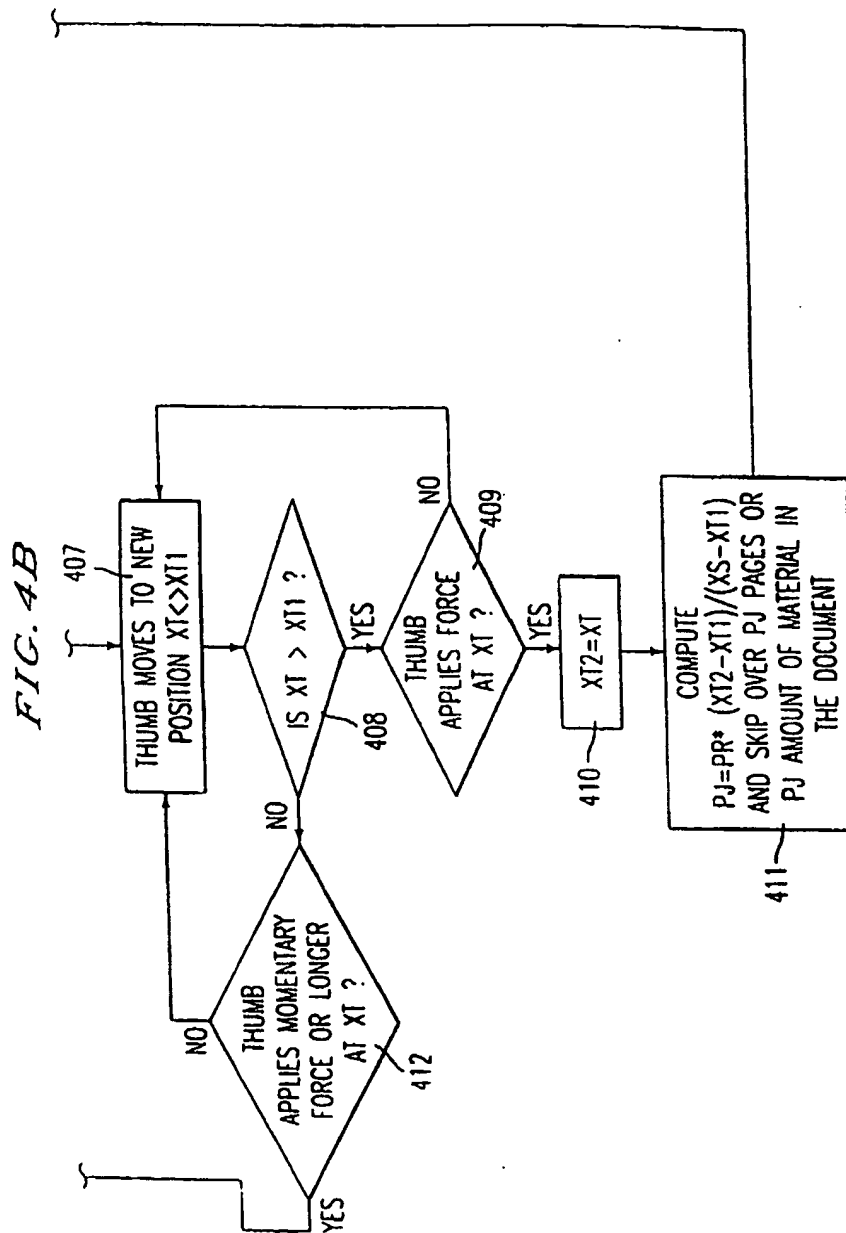 FIG. 4B
407
THUMB MOVES TO NEW
POSITION XT<>XT1
IS XT > XT1 ?
408
NO
YES
THUMB
APPLIES MOMENTARY
FORCE OR LONGER
AT XT ?
412
NO
YES
THUMB
APPLIES FORCE
AT XT ?
409
NO
YES
XT2=XT
410
COMPUTE
PJ=PR* (XT2-XT1)/(XS-XT1)
AND SKIP OVER PJ PAGES OR
PJ AMOUNT OF MATERIAL IN
THE DOCUMENT
411